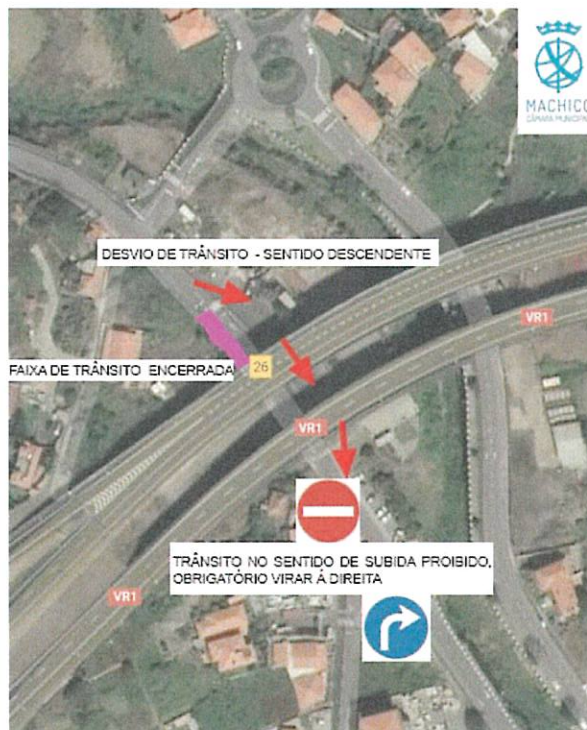 MACHICO
CÂMARA MUNICIPAL
DESVIO DE TRÂNSITO - SENTIDO DESCENDENTE
VR1
FAIXA DE TRÂNSITO ENCERRADA
26
VR1
TRÂNSITO NO SENTIDO DE SUBIDA PROIBIDO,
OBRIGATÓRIO VIRAR Á DIREITA
VR1